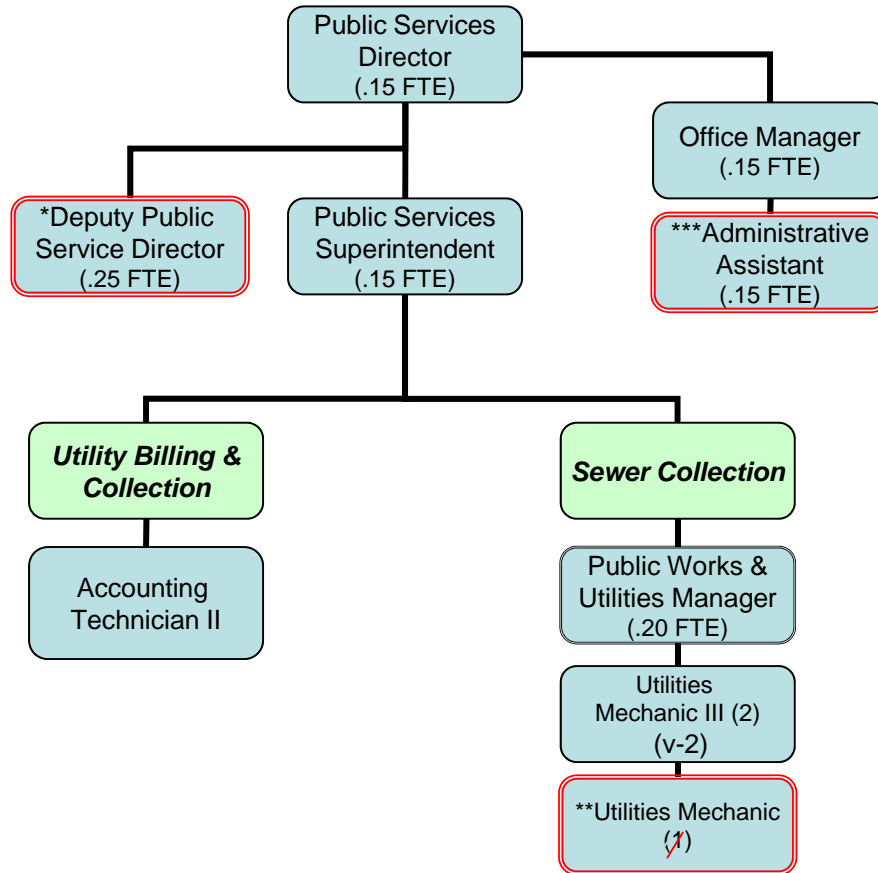 Public Services
Director
(.15 FTE)
Office Manager
(.15 FTE)
*Deputy Public
Service Director
(.25 FTE)
Public Services
Superintendent
(.15 FTE)
***Administrative
Assistant
(.15 FTE)
Utility Billing &
Collection
Sewer Collection
Accounting
Technician II
Public Works &
Utilities Manager
(.20 FTE)
Utilities
Mechanic III (2)
(v-2)
**Utilities Mechanic
(1)